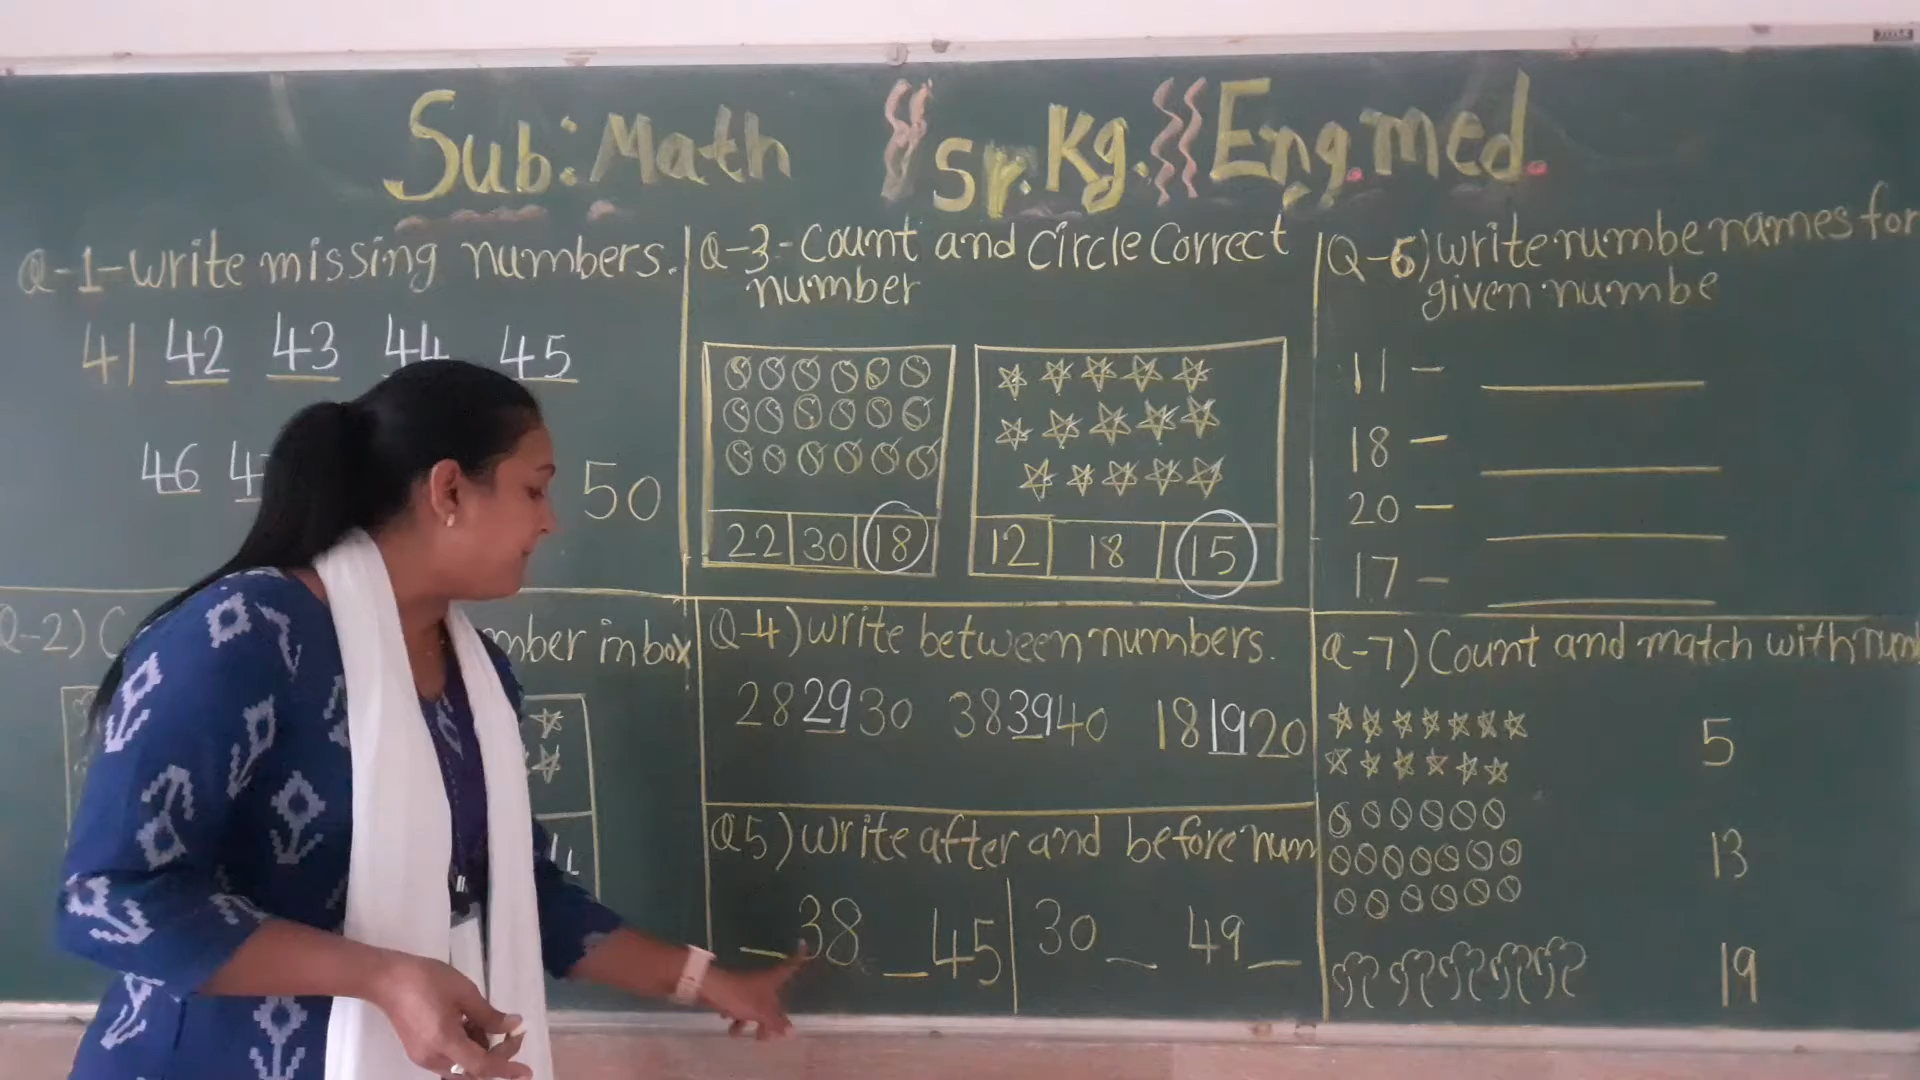 Sub: Math Sr. Kg. Eng. med.
Q-1-write missing numbers.
41 42 43 44 45
46 50
Q-2) number in box
Q-3-Count and circle Correct
number
22 30 18
12 18 15
Q-4) write between numbers.
28 29 30 38 39 40 18 19 20
Q5) write after and before num
_ 38 _ 45 30 _ 49 _
Q-6) write numbe names for
given numbe
11 -
18 -
20 -
17 -
Q-7) Count and match with num
5
13
19